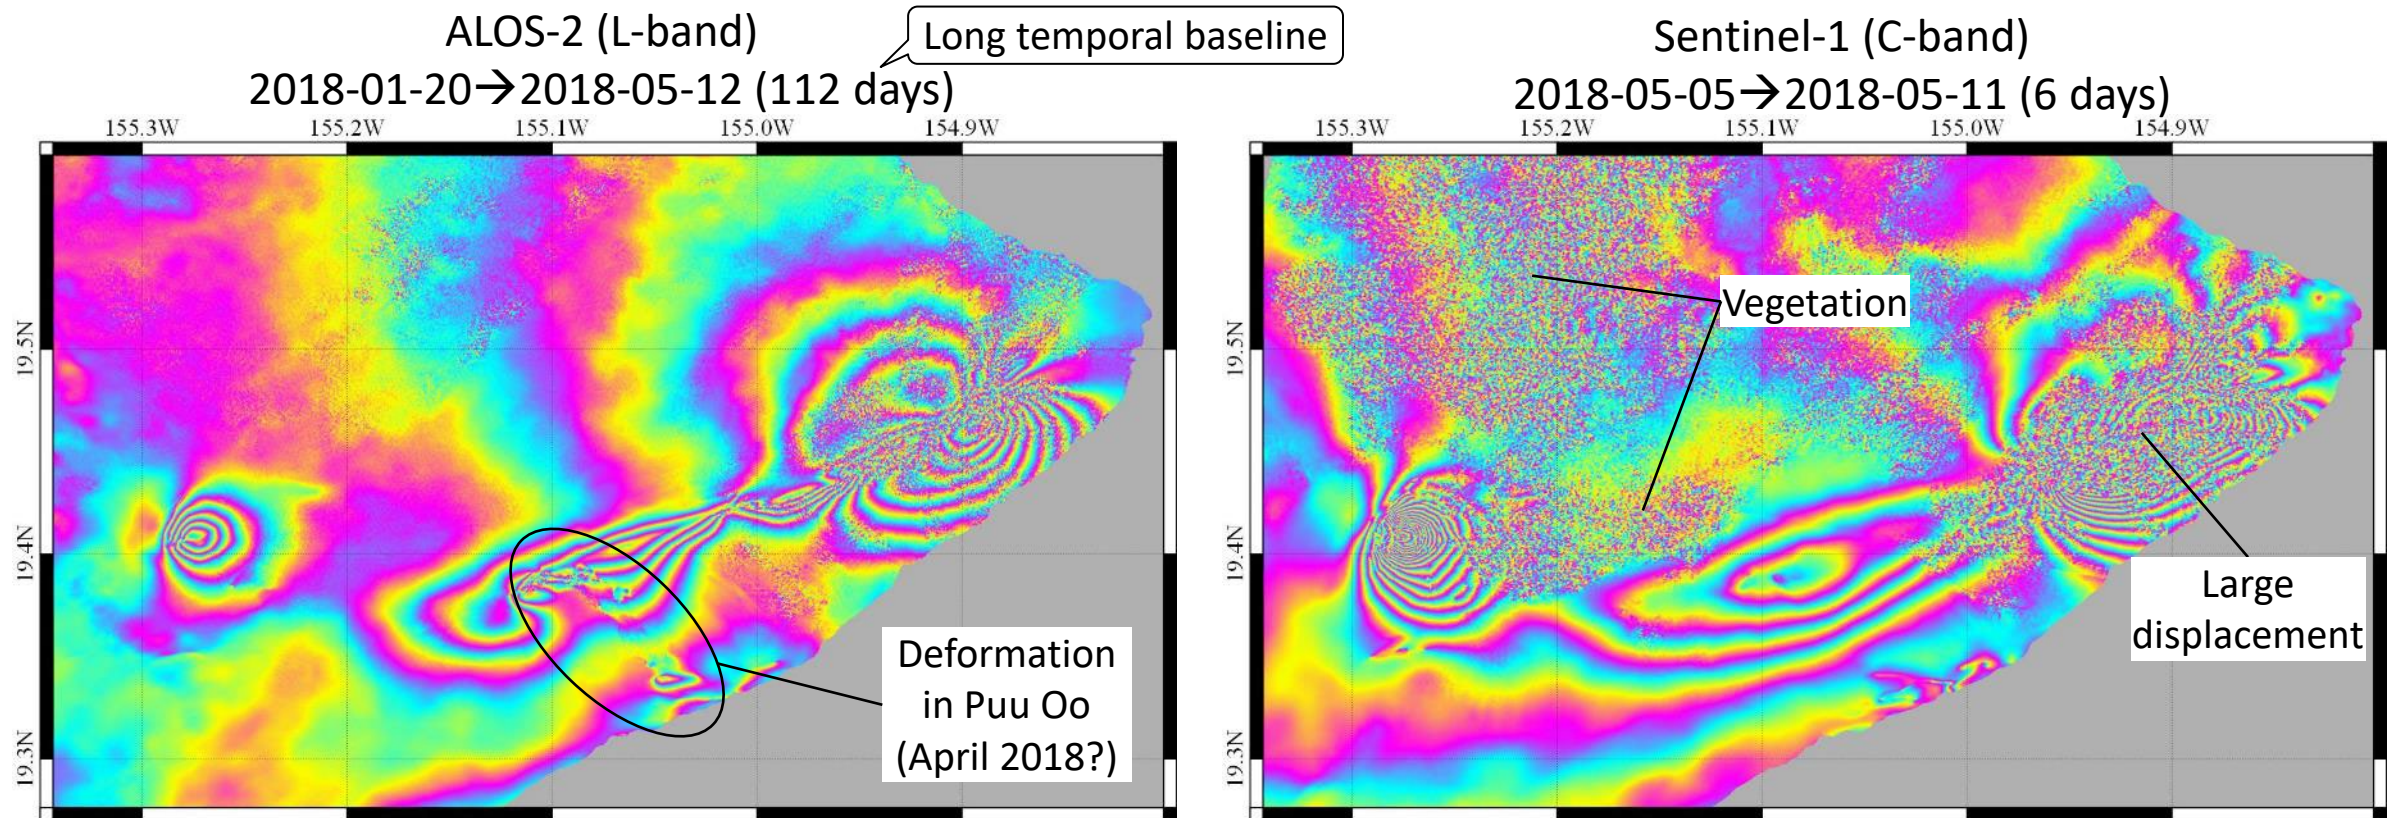 ALOS-2 (L-band)
Long temporal baseline
2018-01-20→2018-05-12 (112 days)
155.3W 155.2W 155.1W 155.0W 154.9W
19.5N
19.4N
19.3N
Deformation
in Puu Oo
(April 2018?)
Sentinel-1 (C-band)
2018-05-05→2018-05-11 (6 days)
155.3W 155.2W 155.1W 155.0W 154.9W
19.5N
19.4N
19.3N
Vegetation
Large
displacement